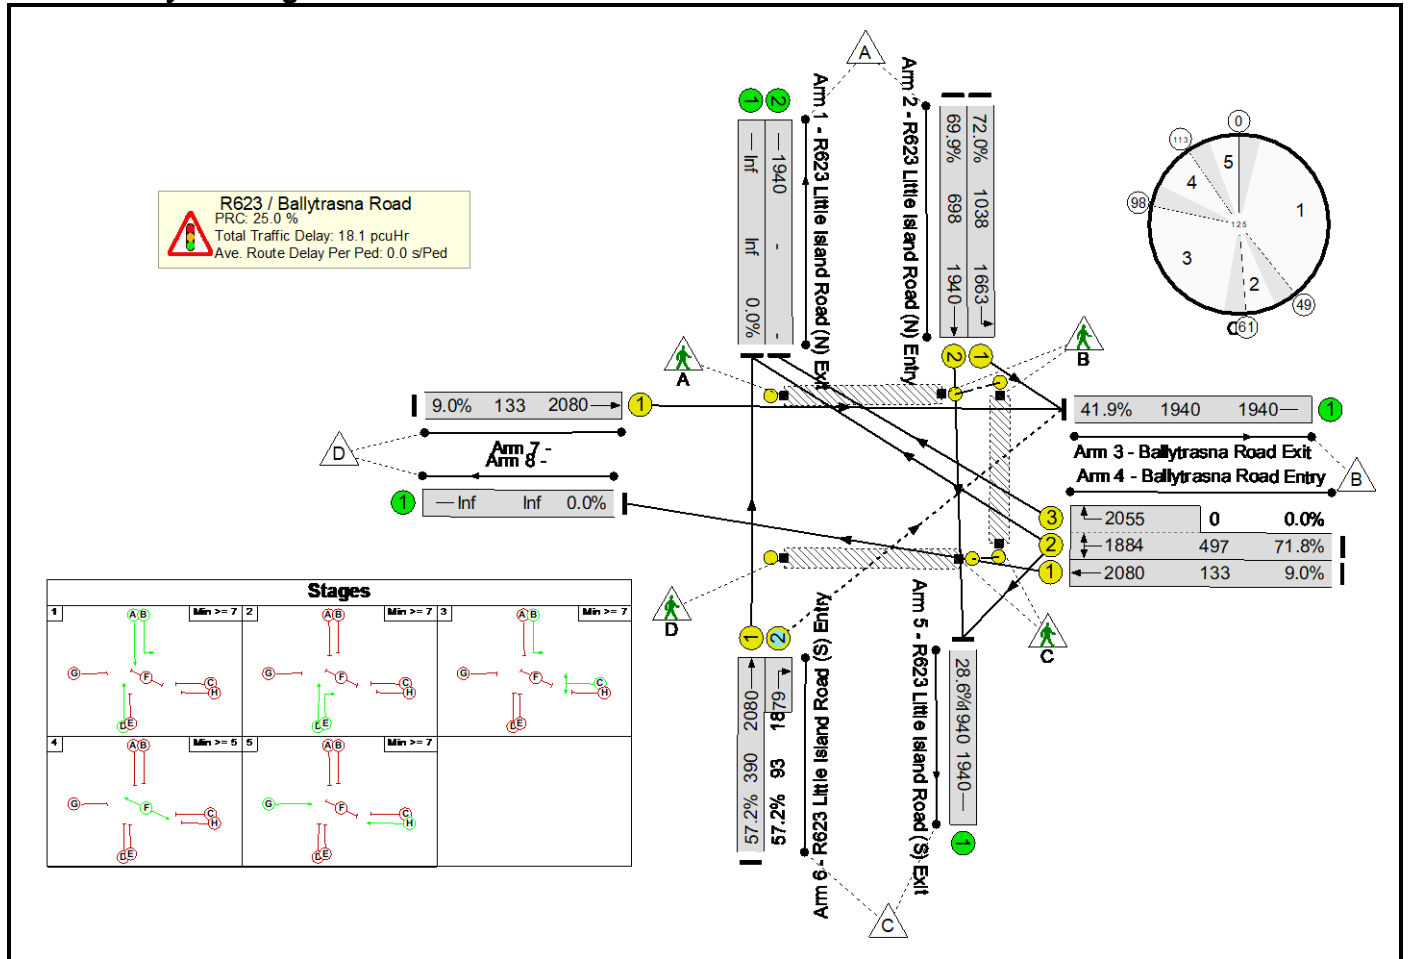 R623 / Ballytrasna Road
PRC: 25.0 %
Total Traffic Delay: 18.1 pcuHr
Ave. Route Delay Per Ped: 0.0 s/Ped
A
1
2
Inf
Inf
0.0%
1940
-
-
Arm 1 - R623 Little Island Road (N) Exit
Arm 2 - R623 Little Island Road (N) Entry
69.9% 698 1940
72.0% 1038 1663
2
1
0
113
98
125
49
61
5
4
3
1
2
A
B
9.0% 133 2080
1
D
Arm 7 -
Arm 8 -
1
Inf Inf 0.0%
41.9% 1940 1940
1
Arm 3 - Ballytrasna Road Exit
Arm 4 - Ballytrasna Road Entry
B
3
2055 0 0.0%
2
1884 497 71.8%
1
2080 133 9.0%
D
C
1
2
57.2% 390 2080
57.2% 93
Arm 6 - R623 Little Island Road (S) Entry
Arm 5 - R623 Little Island Road (S) Exit
28.6% 1940 1940
1
C
Stages
1 A B Min >= 7
G F C H D E
2 A B Min >= 7
G F C H D E
3 A B Min >= 7
G F C H D E
4 A B Min >= 5
G F C H D E
5 A B Min >= 7
G F C H D E